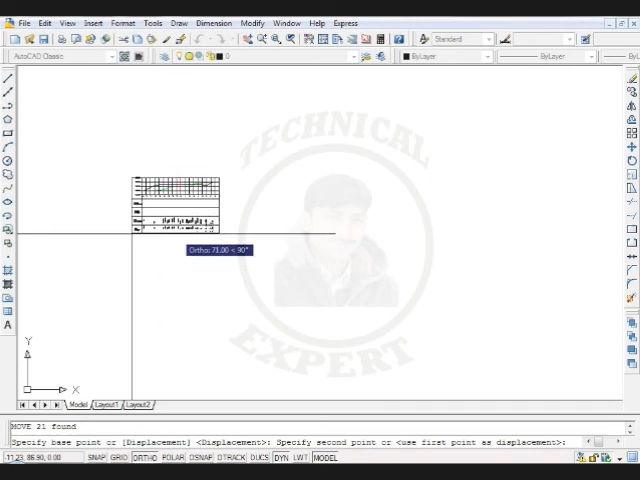 File Edit View Insert Format Tools Draw Dimension Modify Window Help Express
Standard
AutoCAD Classic
0
ByLayer
ByLayer
ByLayer
TECHNICAL
EXPERT
Ortho: 71.00 < 90°
Y
X
Model Layout1 Layout2
MOVE 21 found
Specify base point or [Displacement] <Displacement>: Specify second point or <use first point as displacement>:
-11.23, 86.90, 0.00 SNAP GRID ORTHO POLAR OSNAP OTRACK DUCS DYN LWT MODEL